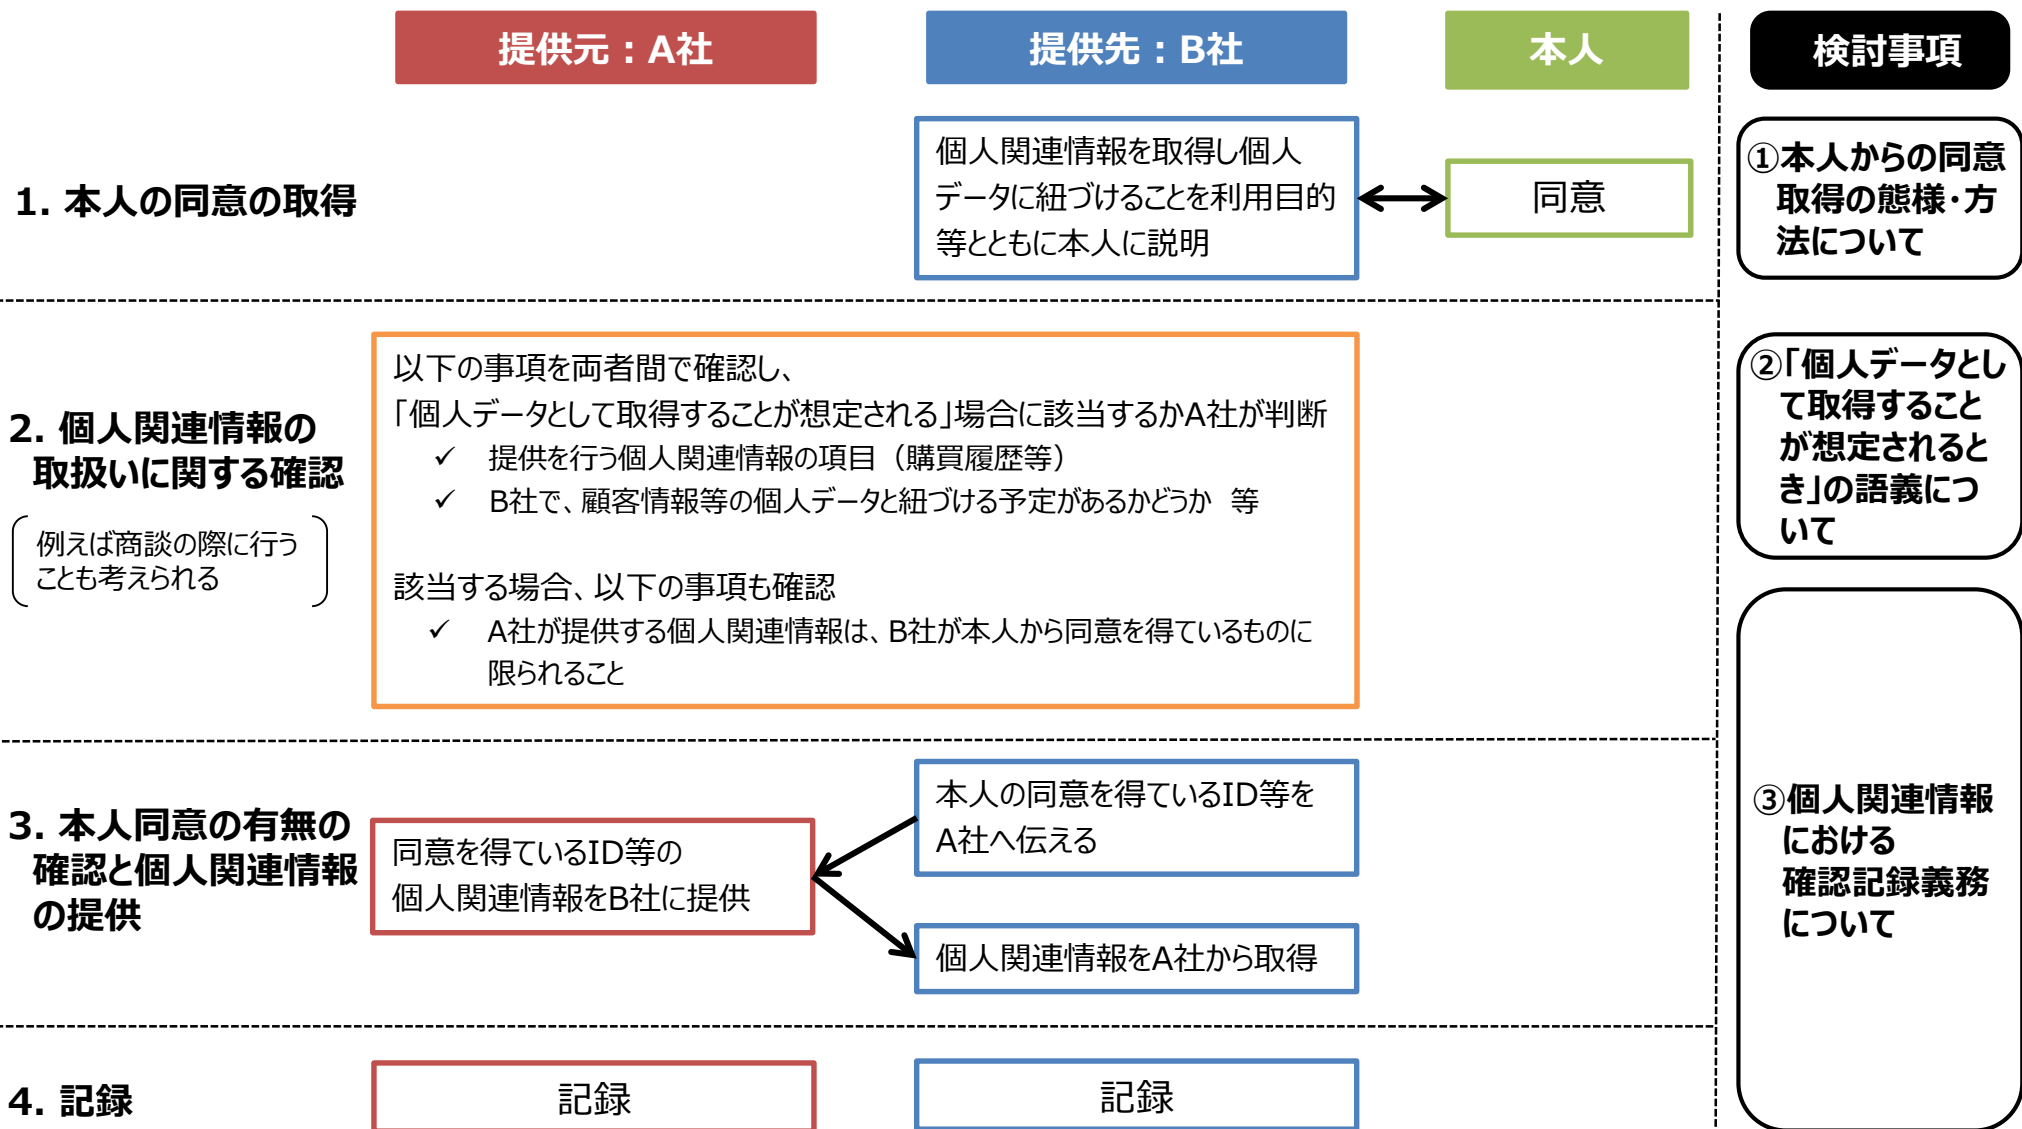 提供元：A社
提供先：B社
本人
検討事項
1. 本人の同意の取得
個人関連情報を取得し個人
データに紐づけることを利用目的
等とともに本人に説明
同意
①本人からの同意
取得の態様・方
法について
2. 個人関連情報の
取扱いに関する確認
例えば商談の際に行う
ことも考えられる
以下の事項を両者間で確認し、
「個人データとして取得することが想定される」場合に該当するかA社が判断
✓ 提供を行う個人関連情報の項目（購買履歴等）
✓ B社で、顧客情報等の個人データと紐づける予定があるかどうか 等
該当する場合、以下の事項も確認
✓ A社が提供する個人関連情報は、B社が本人から同意を得ているものに
限られること
②「個人データとし
て取得すること
が想定されると
き」の語義につ
いて
3. 本人同意の有無の
確認と個人関連情報
の提供
同意を得ているID等の
個人関連情報をB社に提供
本人の同意を得ているID等を
A社へ伝える
個人関連情報をA社から取得
③個人関連情報
における
確認記録義務
について
4. 記録
記録
記録